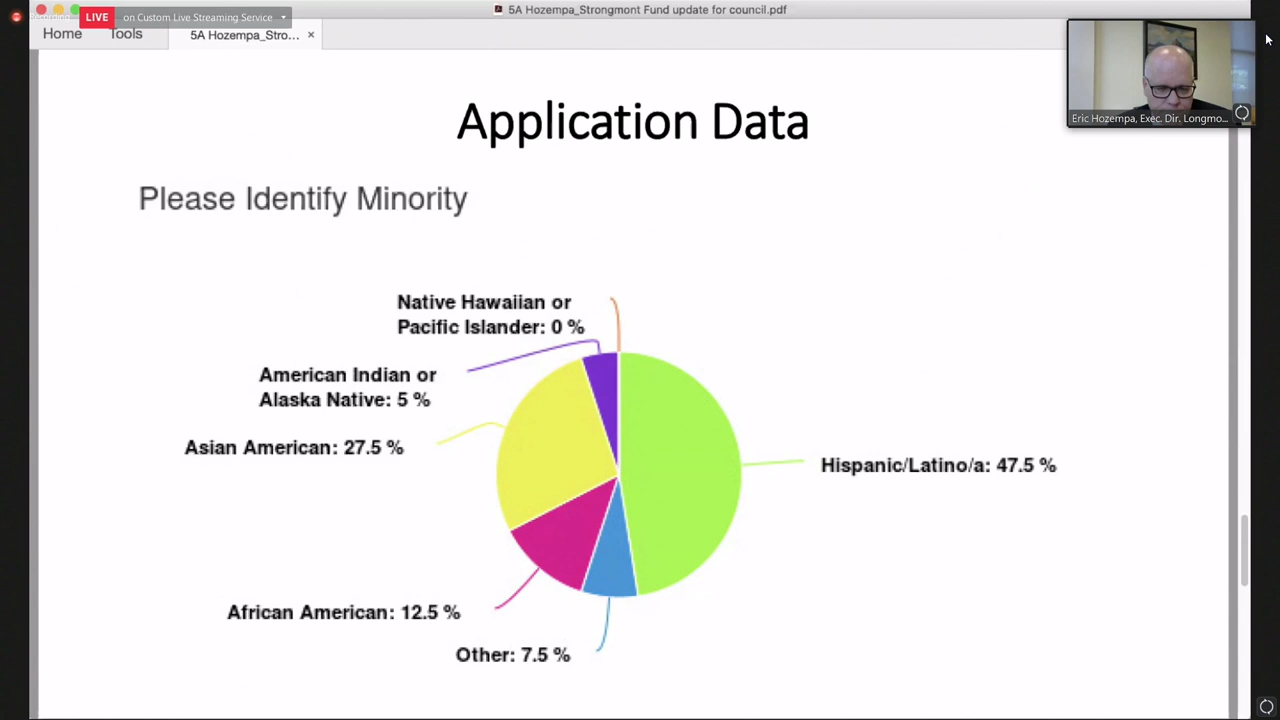 Recording
LIVE
on Custom Live Streaming Service
5A Hozempa_Strongmont Fund update for council.pdf
Home
Tools
5A Hozempa_Stro...
Eric Hozempa, Exec. Dir. Longmo...
Application Data
Please Identify Minority
Native Hawaiian or
Pacific Islander: 0 %
American Indian or
Alaska Native: 5 %
Asian American: 27.5 %
Hispanic/Latino/a: 47.5 %
African American: 12.5 %
Other: 7.5 %